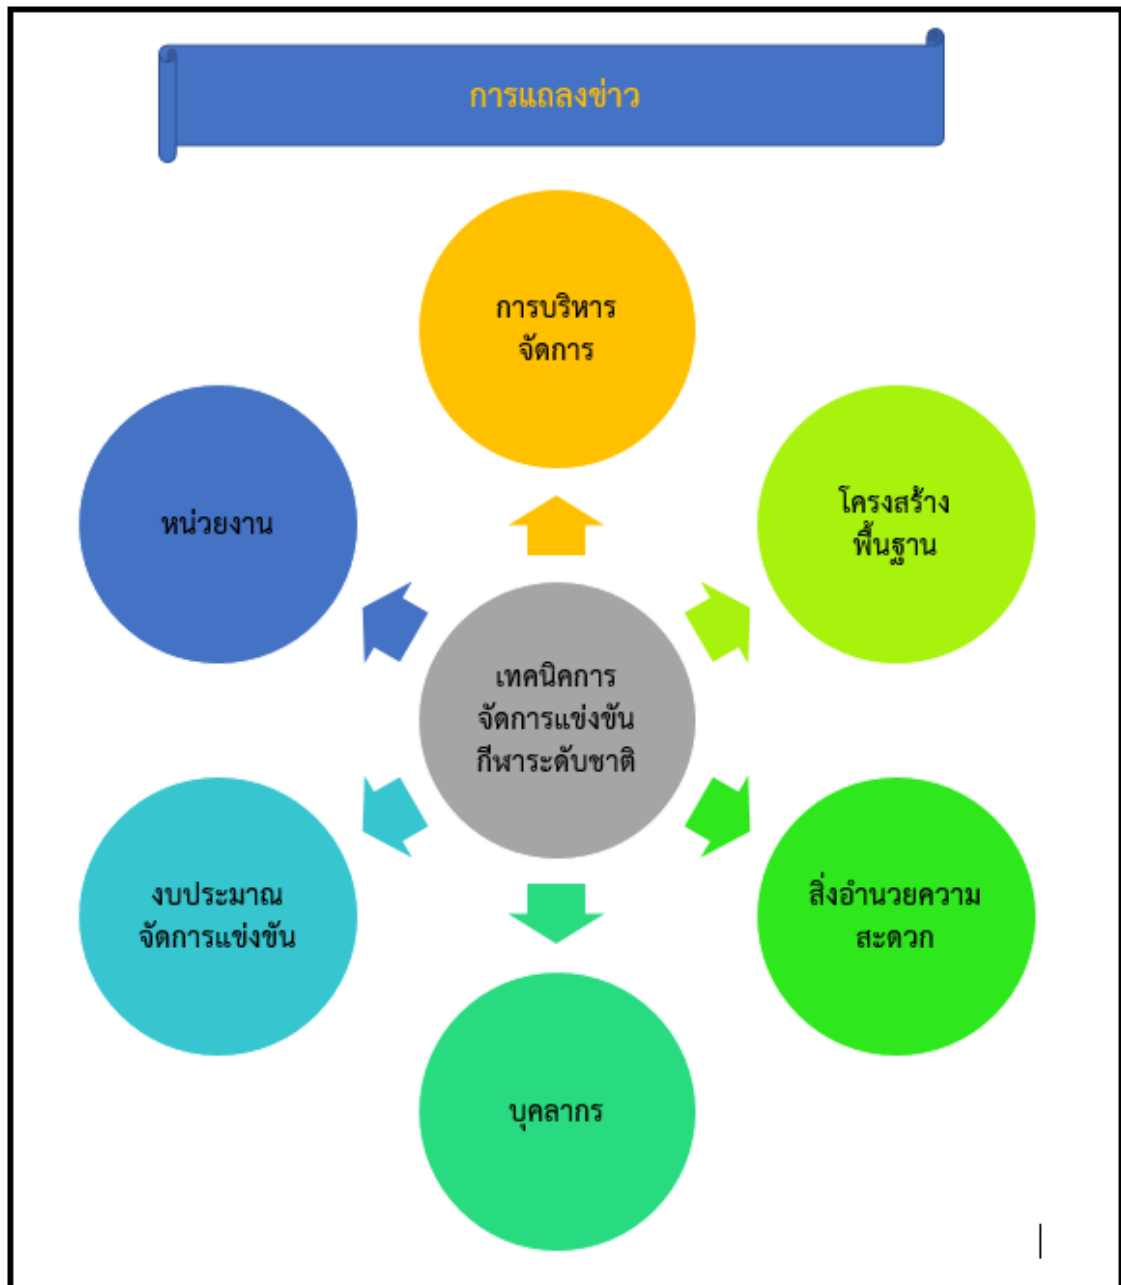 การแถลงข่าว
การบริหาร
จัดการ
โครงสร้าง
พื้นฐาน
หน่วยงาน
เทคนิคการ
จัดการแข่งขัน
กีฬาระดับชาติ
สิ่งอำนวยความ
สะดวก
งบประมาณ
จัดการแข่งขัน
บุคลากร